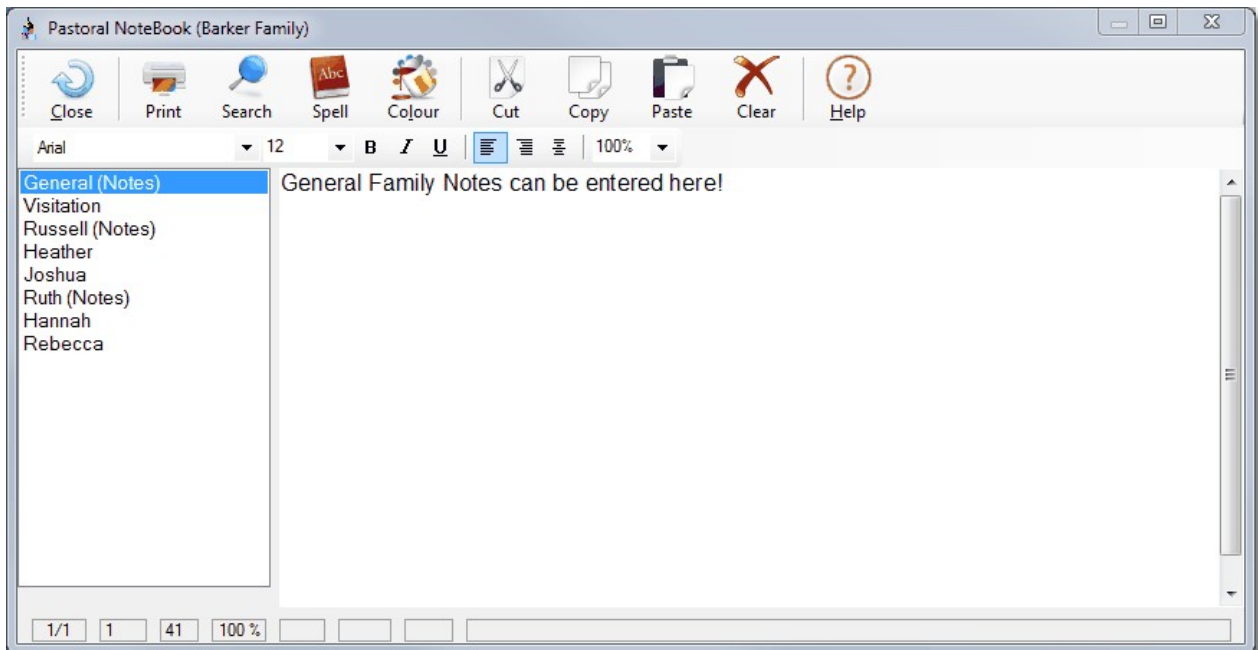 Pastoral NoteBook (Barker Family)
Close Print Search Spell Colour Cut Copy Paste Clear Help
Abc
Arial 12 B I U 100%
General (Notes)
Visitation
Russell (Notes)
Heather
Joshua
Ruth (Notes)
Hannah
Rebecca
General Family Notes can be entered here!
1/1 1 41 100 %